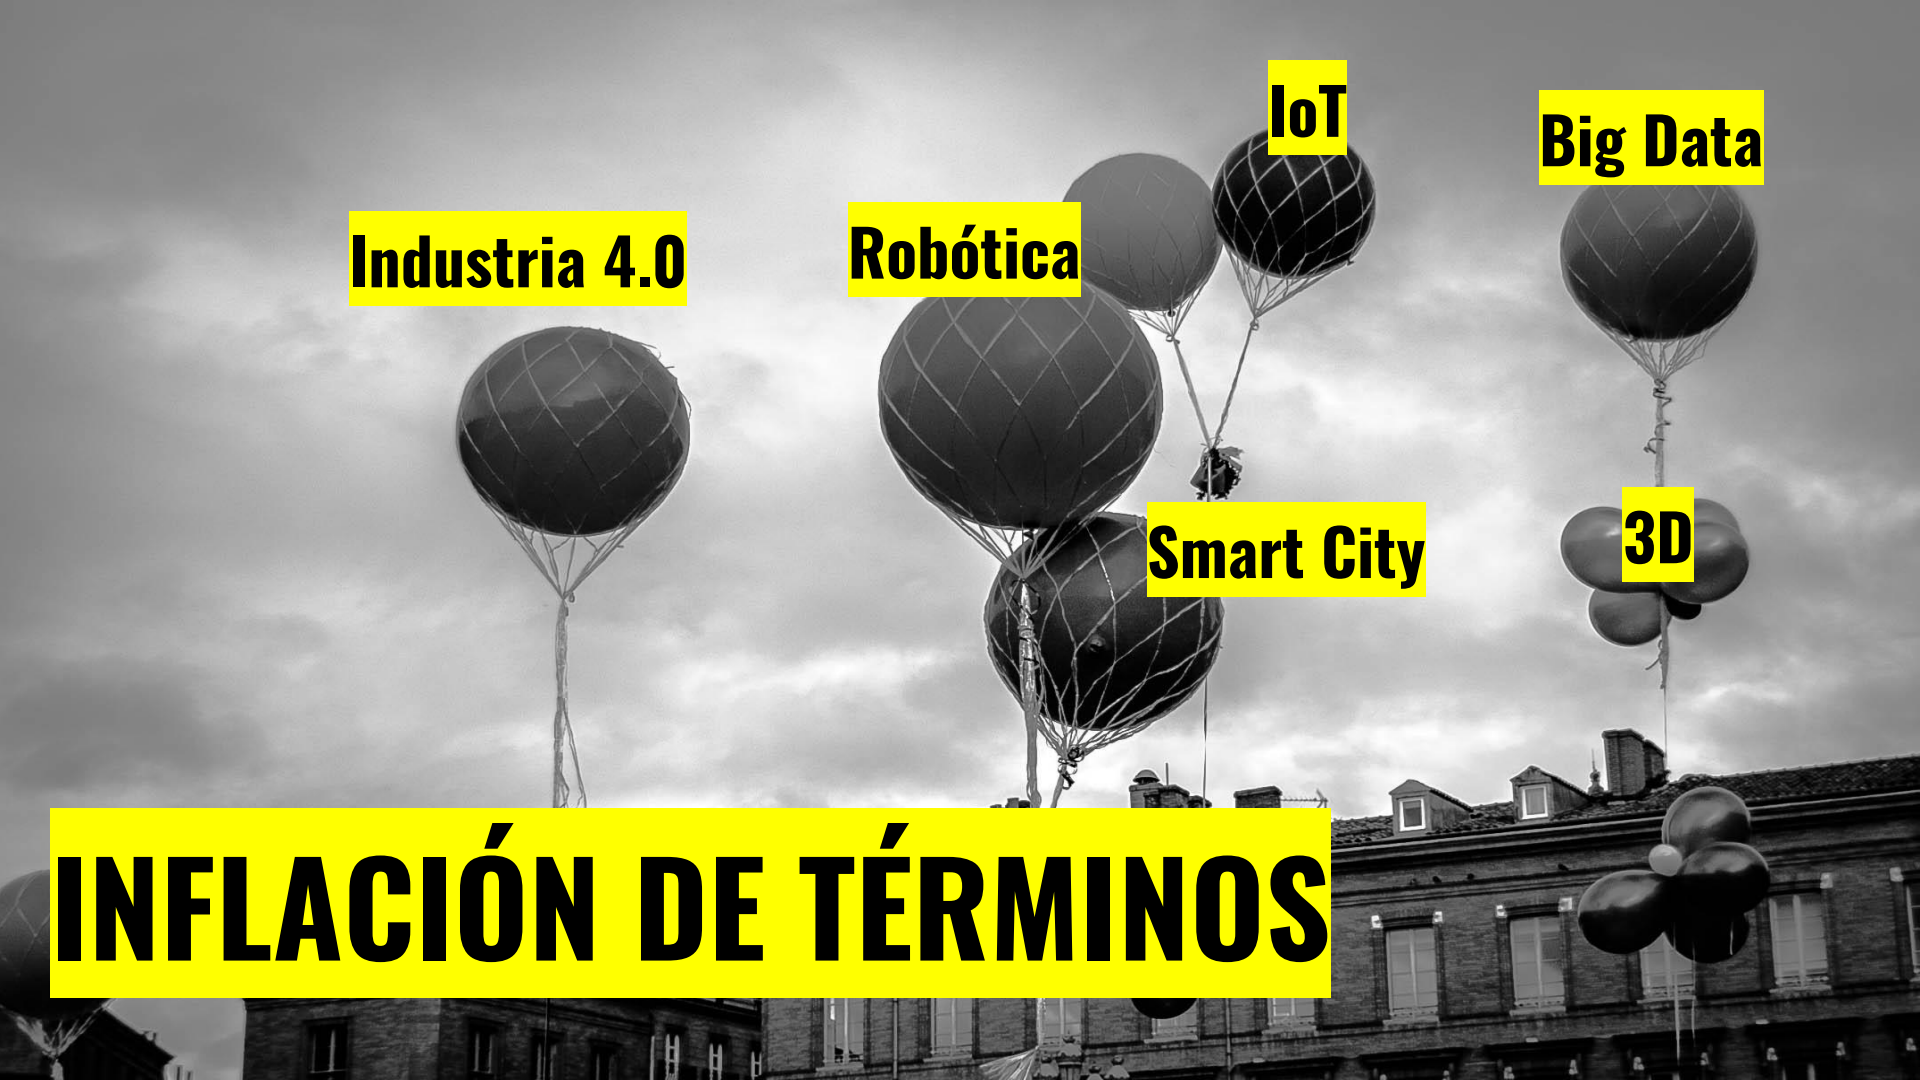 IoT
Big Data
Robótica
Industria 4.0
Smart City
3D
INFLACIÓN DE TÉRMINOS